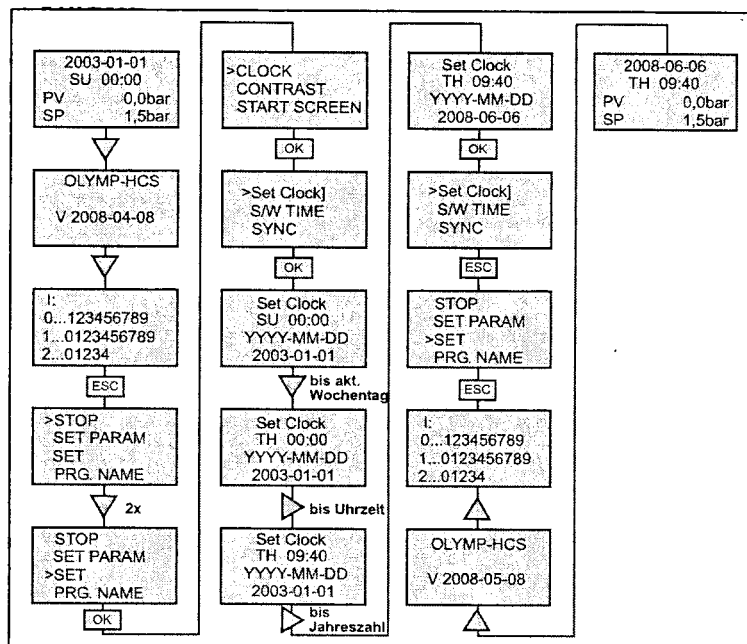 2003-01-01
SU 00:00
PV 0,0bar
SP 1,5bar
OLYMP-HCS
V 2008-04-08
I:
0...123456789
1...0123456789
2...01234
ESC
>STOP
SET PARAM
SET
PRG. NAME
2x
STOP
SET PARAM
>SET
PRG. NAME
OK
>CLOCK
CONTRAST
START SCREEN
OK
>Set Clock]
S/W TIME
SYNC
OK
Set Clock
SU 00:00
YYYY-MM-DD
2003-01-01
bis akt.
Wochentag
Set Clock
TH 00:00
YYYY-MM-DD
2003-01-01
bis Uhrzeit
Set Clock
TH 09:40
YYYY-MM-DD
2003-01-01
bis
Jahreszahl
Set Clock
TH 09:40
YYYY-MM-DD
2008-06-06
OK
>Set Clock]
S/W TIME
SYNC
ESC
STOP
SET PARAM
>SET
PRG. NAME
ESC
I:
0...123456789
1...0123456789
2...01234
OLYMP-HCS
V 2008-05-08
2008-06-06
TH 09:40
PV 0,0bar
SP 1,5bar